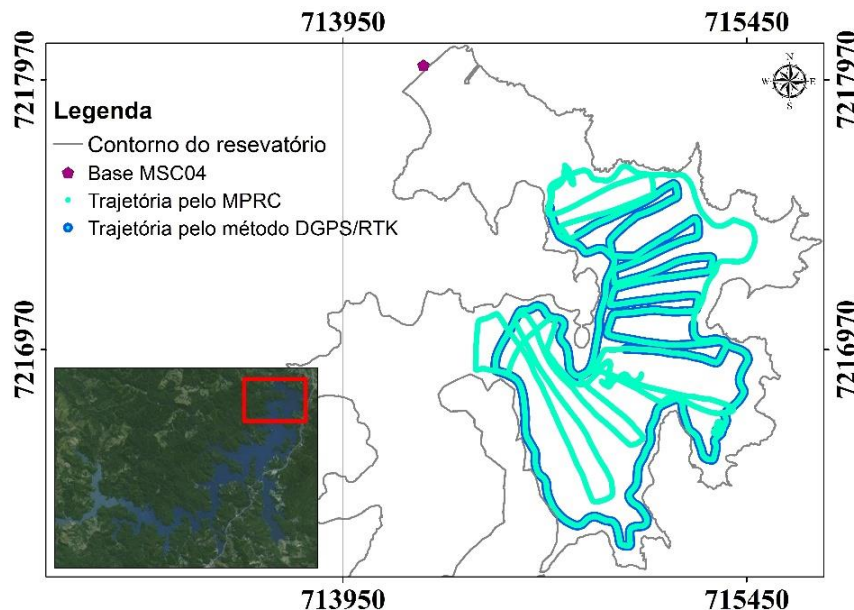 713950
715450
7217970
7217970
N
W
E
S
Legenda
Contorno do resevatório
Base MSC04
Trajetória pelo MPRC
Trajetória pelo método DGPS/RTK
7216970
7216970
713950
715450